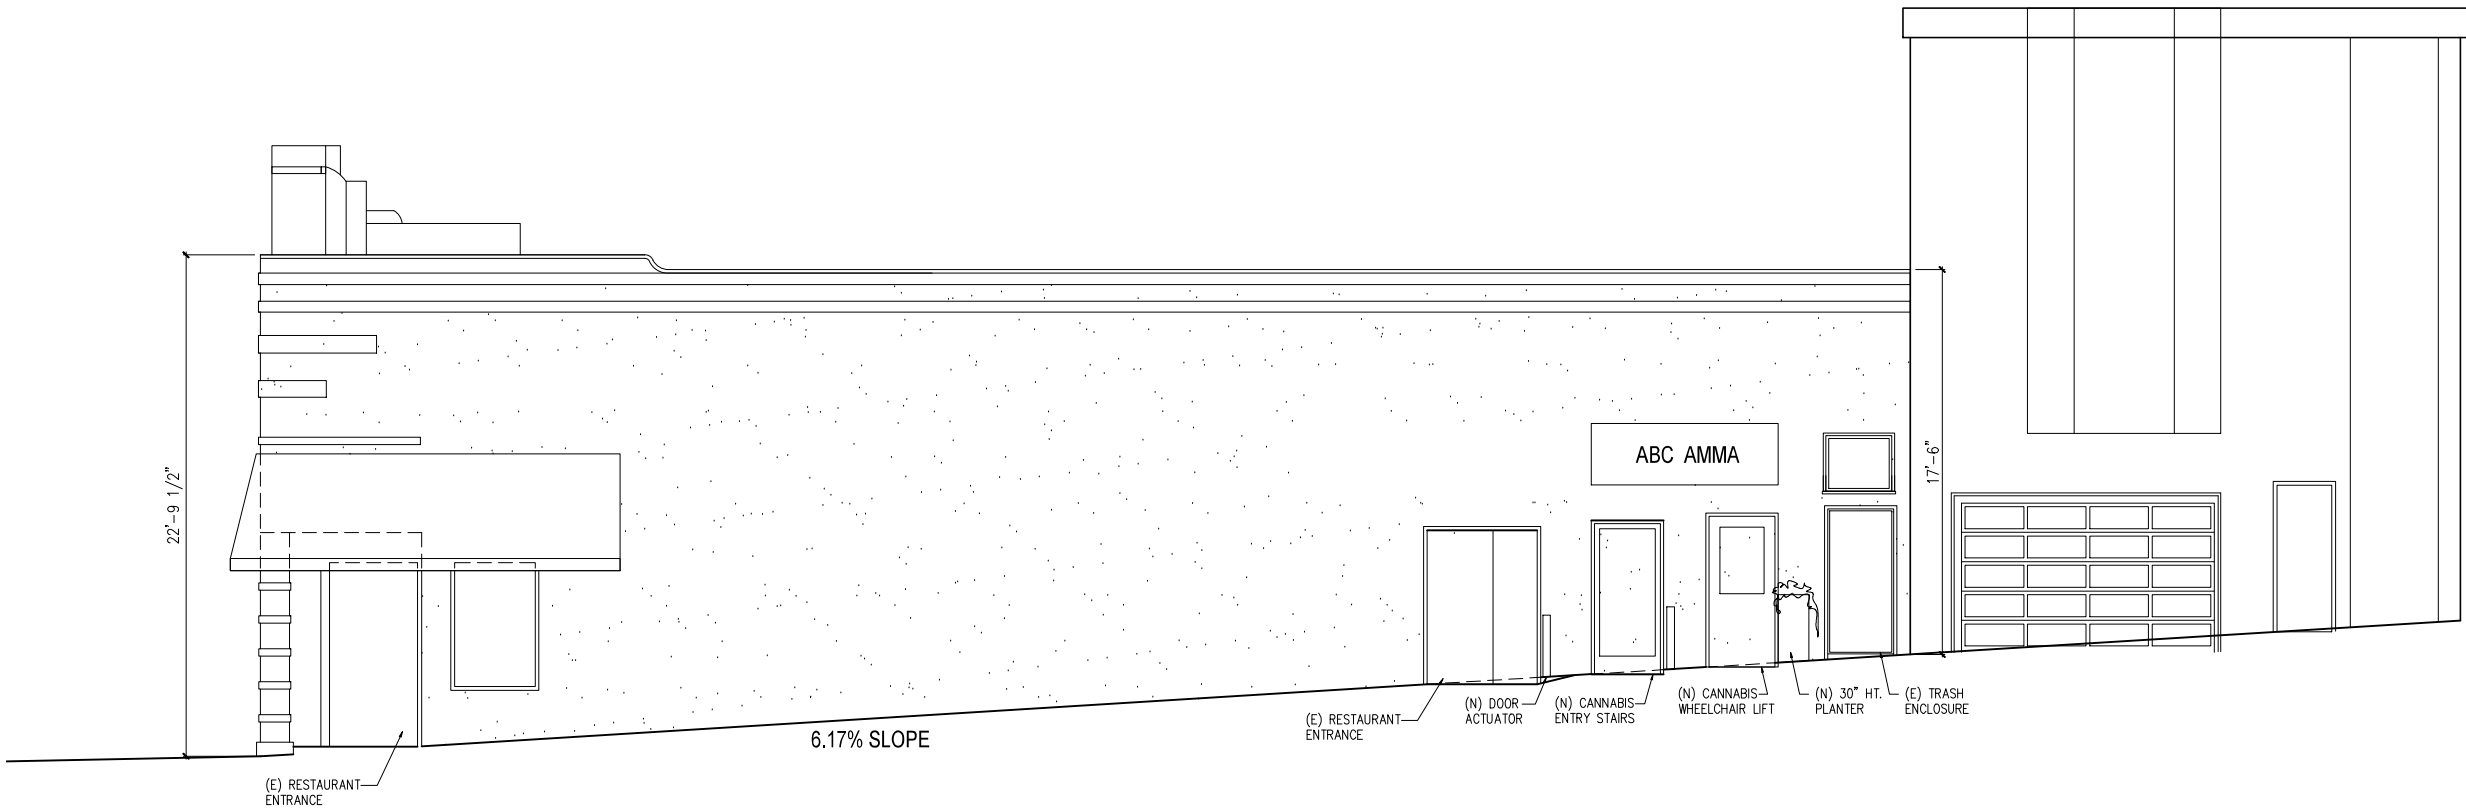 ABC AMMA
22'-9 1/2"
17'-6"
(E) RESTAURANT
ENTRANCE
6.17% SLOPE
(E) RESTAURANT
ENTRANCE
(N) DOOR
ACTUATOR
(N) CANNABIS
ENTRY STAIRS
(N) CANNABIS
WHEELCHAIR LIFT
(N) 30" HT.
PLANTER
(E) TRASH
ENCLOSURE